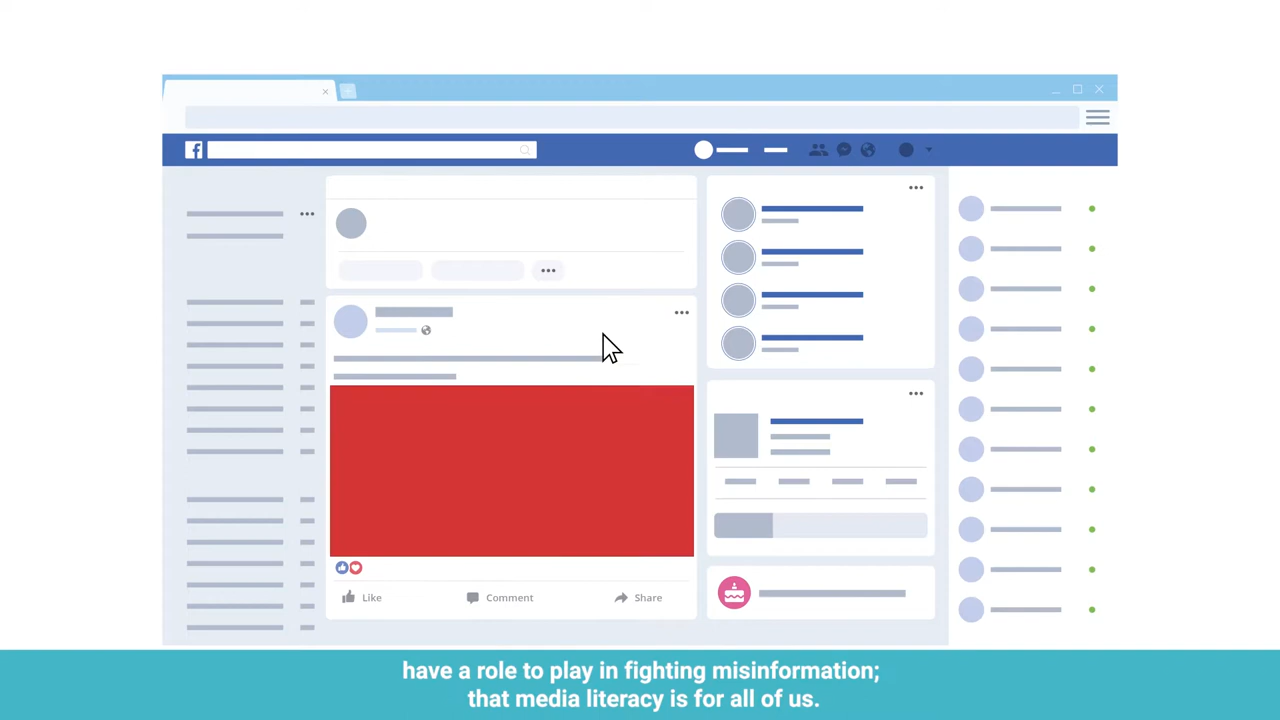 Like Comment Share
have a role to play in fighting misinformation;
that media literacy is for all of us.